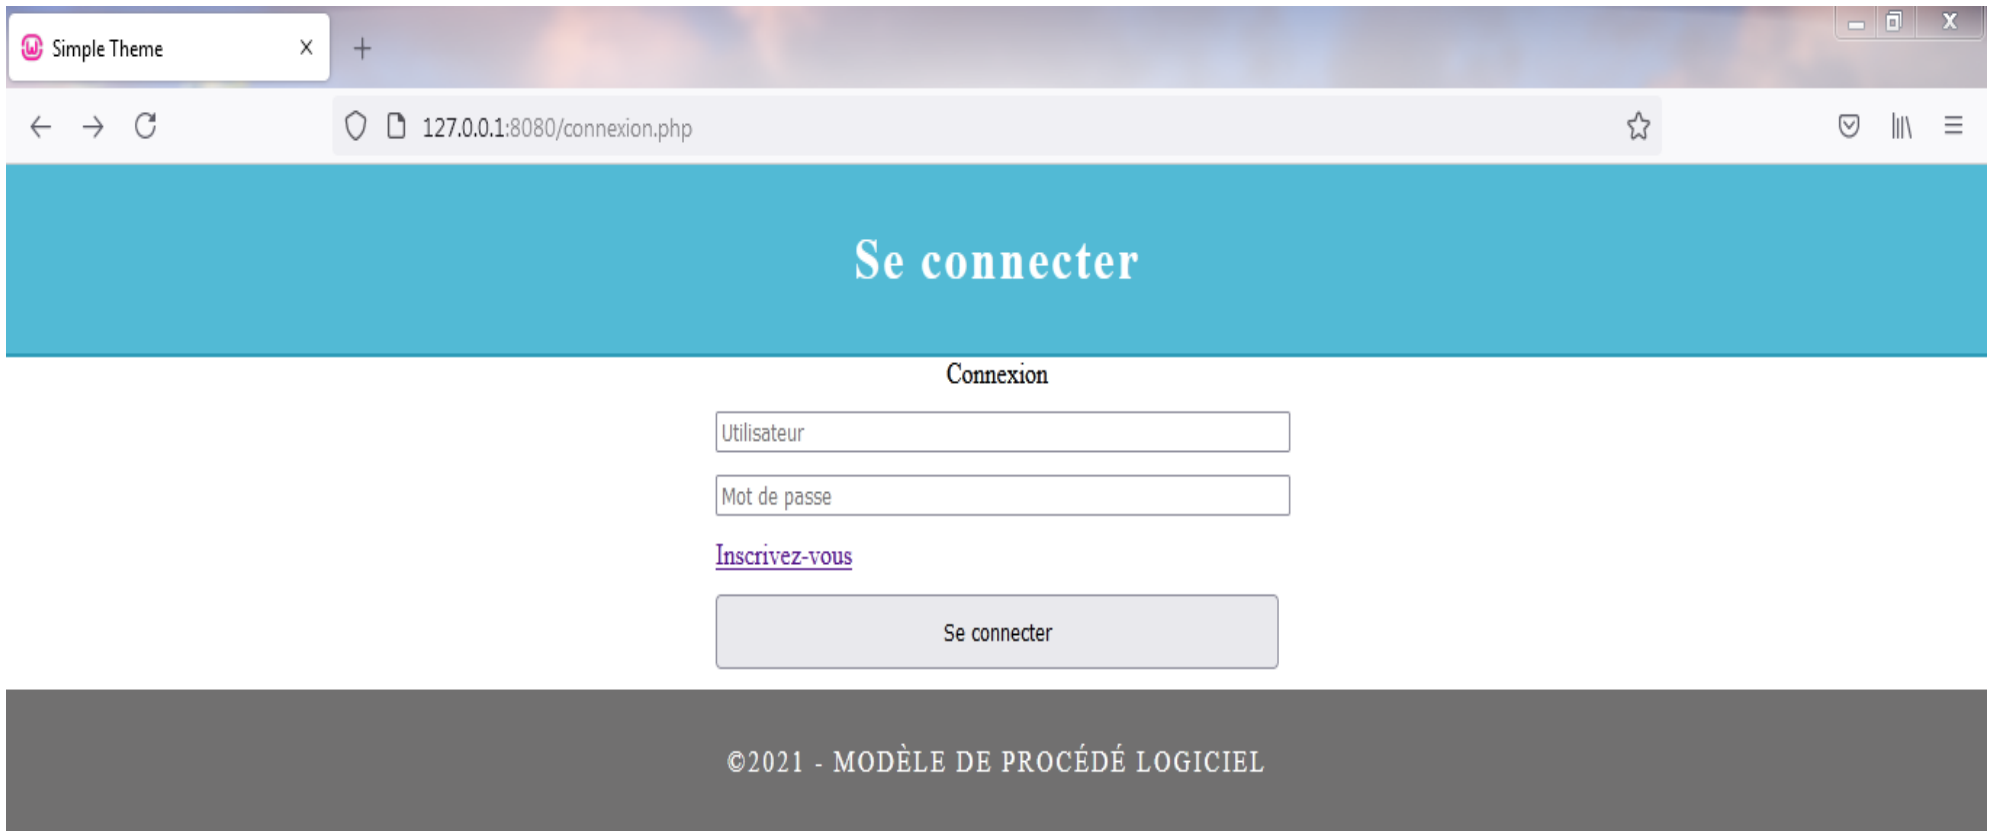 Simple Theme
127.0.0.1:8080/connexion.php
Se connecter
Connexion
Utilisateur
Mot de passe
Inscrivez-vous
Se connecter
©2021 - MODÈLE DE PROCÉDÉ LOGICIEL